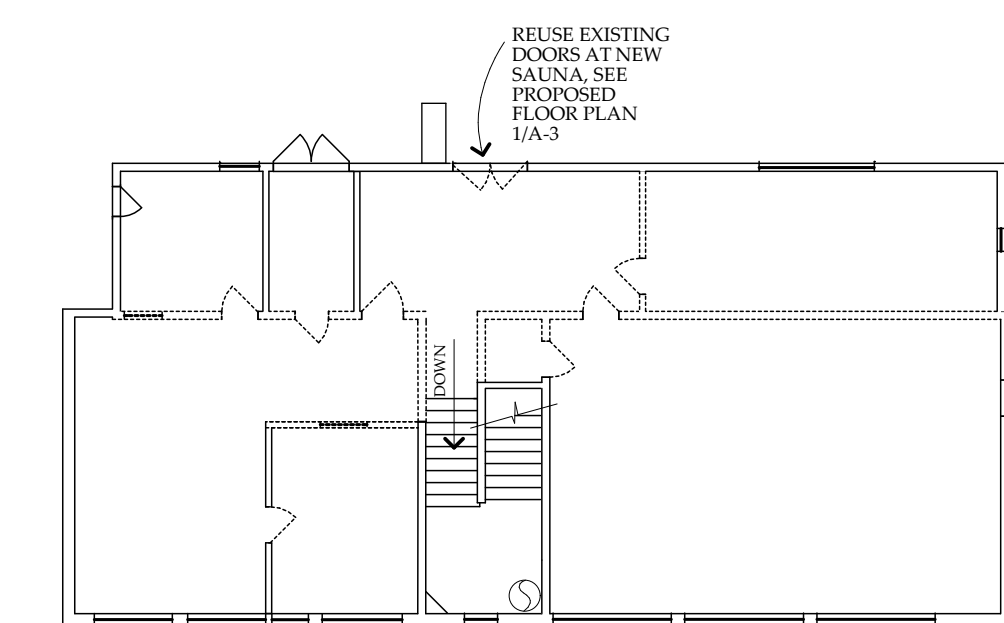 REUSE EXISTING
DOORS AT NEW
SAUNA, SEE
PROPOSED
FLOOR PLAN
1/A-3
DOWN